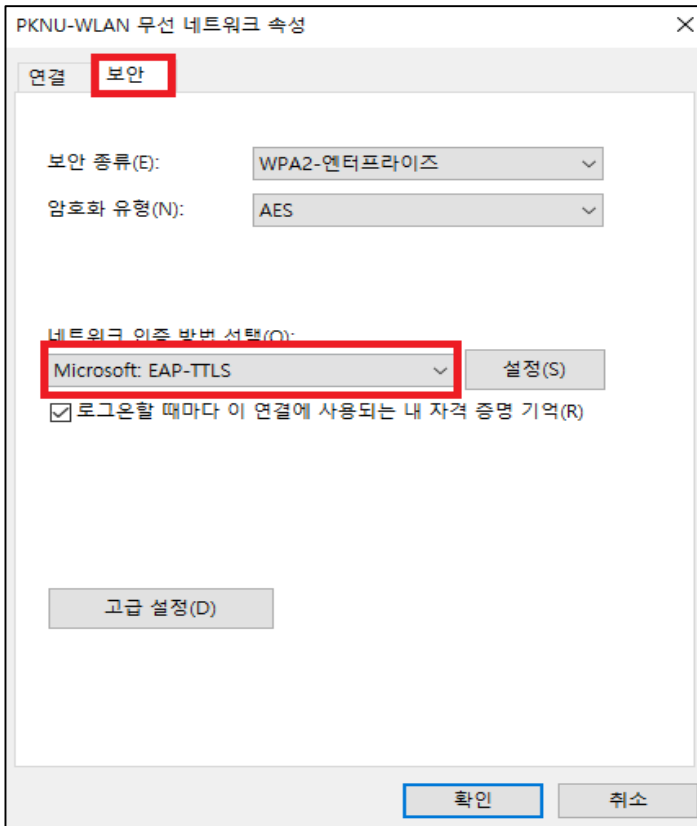 PKNU-WLAN 무선 네트워크 속성
연결 보안
보안 종류(E): WPA2-엔터프라이즈
암호화 유형(N): AES
네트워크 인증 방법 선택(O):
Microsoft: EAP-TTLS 설정(S)
로그온할 때마다 이 연결에 사용되는 내 자격 증명 기억(R)
고급 설정(D)
확인 취소